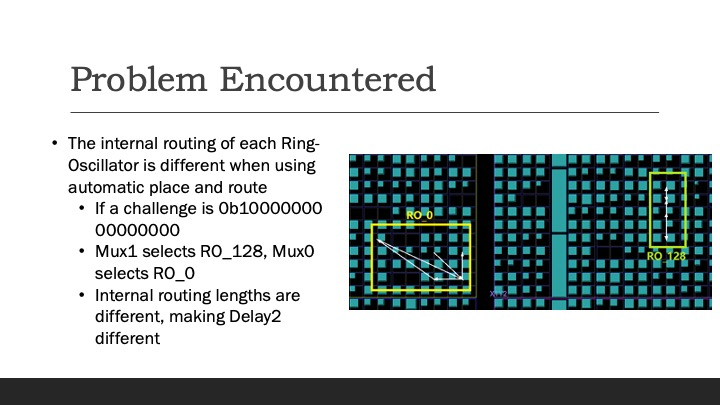 Problem Encountered
• The internal routing of each Ring-
Oscillator is different when using
automatic place and route
• If a challenge is 0b10000000
00000000
• Mux1 selects RO_128, Mux0
selects RO_0
• Internal routing lengths are
different, making Delay2
different
RO_0
RO_128